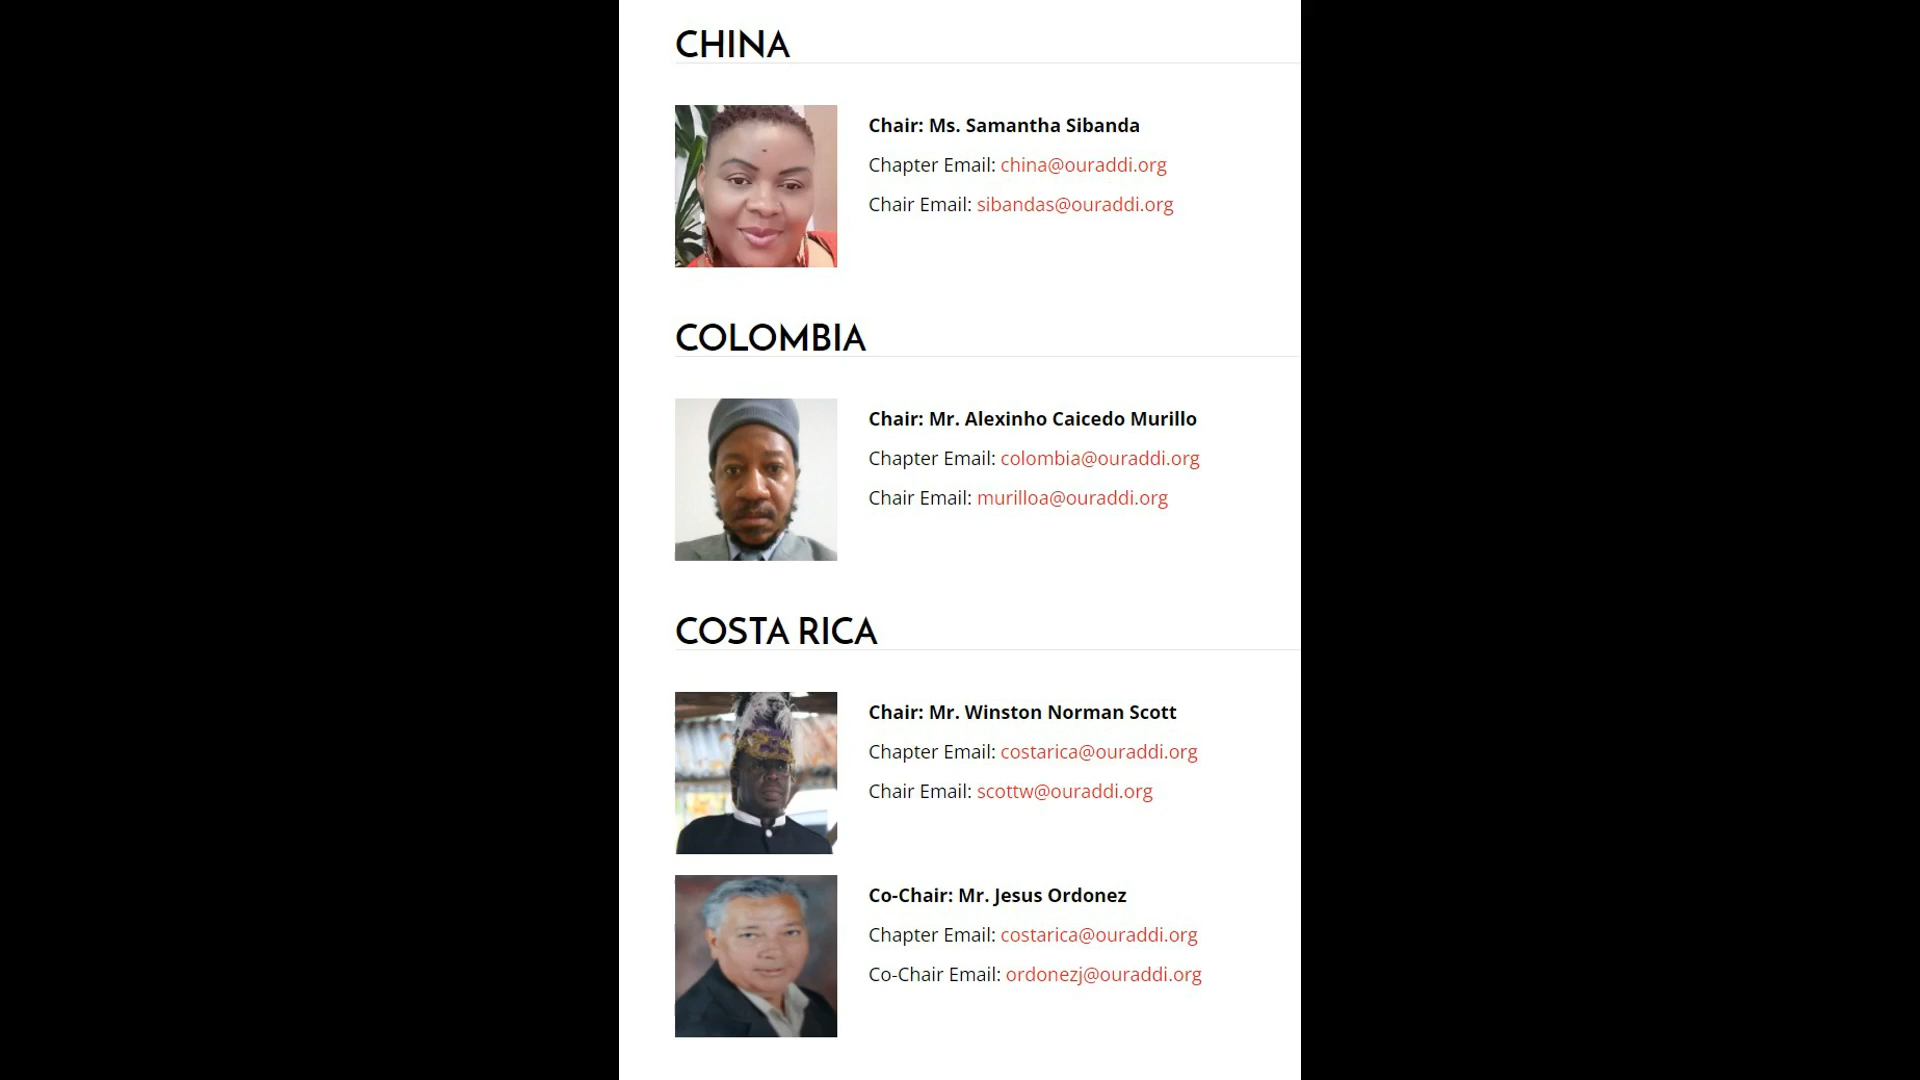 CHINA
Chair: Ms. Samantha Sibanda
Chapter Email: china@ouraddi.org
Chair Email: sibandas@ouraddi.org
COLOMBIA
Chair: Mr. Alexinho Caicedo Murillo
Chapter Email: colombia@ouraddi.org
Chair Email: murilloa@ouraddi.org
COSTA RICA
Chair: Mr. Winston Norman Scott
Chapter Email: costarica@ouraddi.org
Chair Email: scottw@ouraddi.org
Co-Chair: Mr. Jesus Ordonez
Chapter Email: costarica@ouraddi.org
Co-Chair Email: ordonezj@ouraddi.org